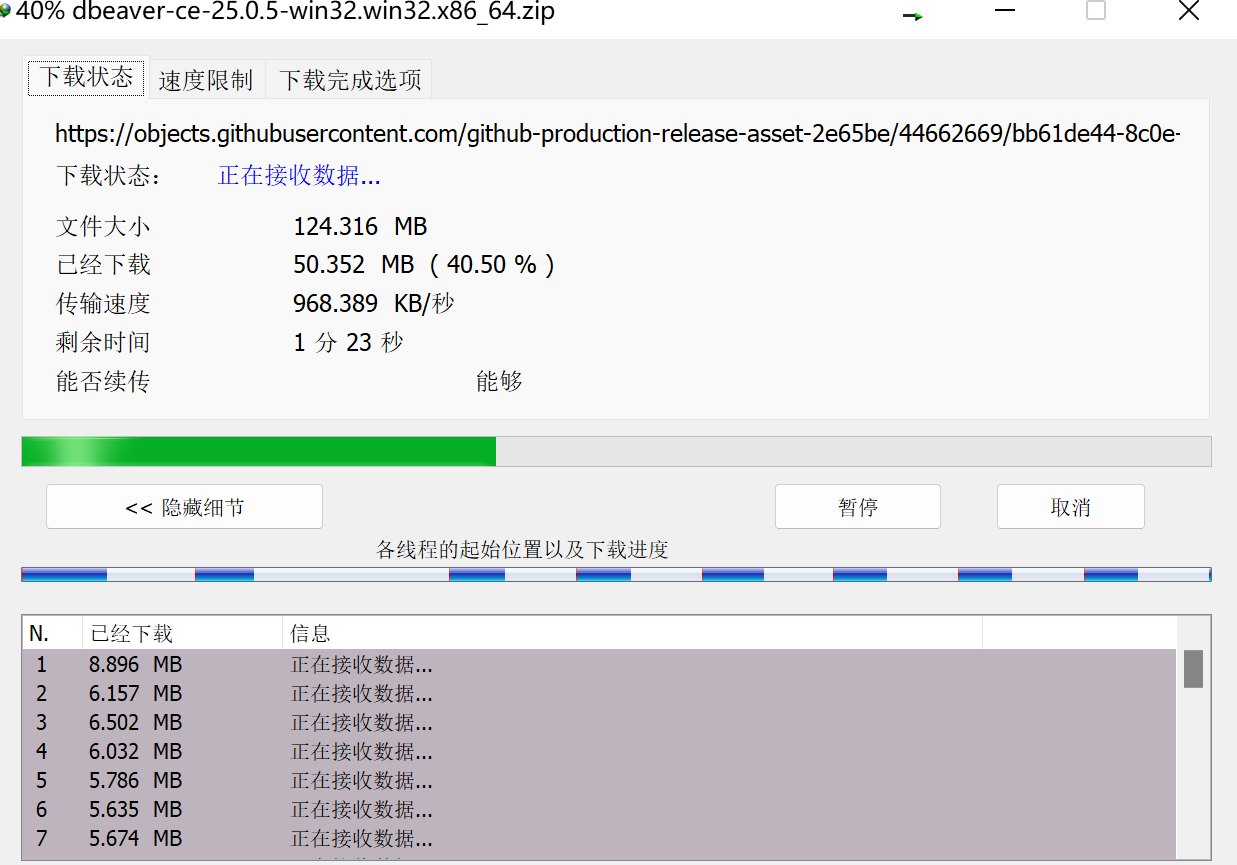 40% dbeaver-ce-25.0.5-win32.win32.x86_64.zip
下载状态 速度限制 下载完成选项
https://objects.githubusercontent.com/github-production-release-asset-2e65be/44662669/bb61de44-8c0e-
下载状态： 正在接收数据...
文件大小 124.316 MB
已经下载 50.352 MB ( 40.50 % )
传输速度 968.389 KB/秒
剩余时间 1 分 23 秒
能否续传 能够
<< 隐藏细节 暂停 取消
各线程的起始位置以及下载进度
N. 已经下载 信息
1 8.896 MB 正在接收数据...
2 6.157 MB 正在接收数据...
3 6.502 MB 正在接收数据...
4 6.032 MB 正在接收数据...
5 5.786 MB 正在接收数据...
6 5.635 MB 正在接收数据...
7 5.674 MB 正在接收数据...